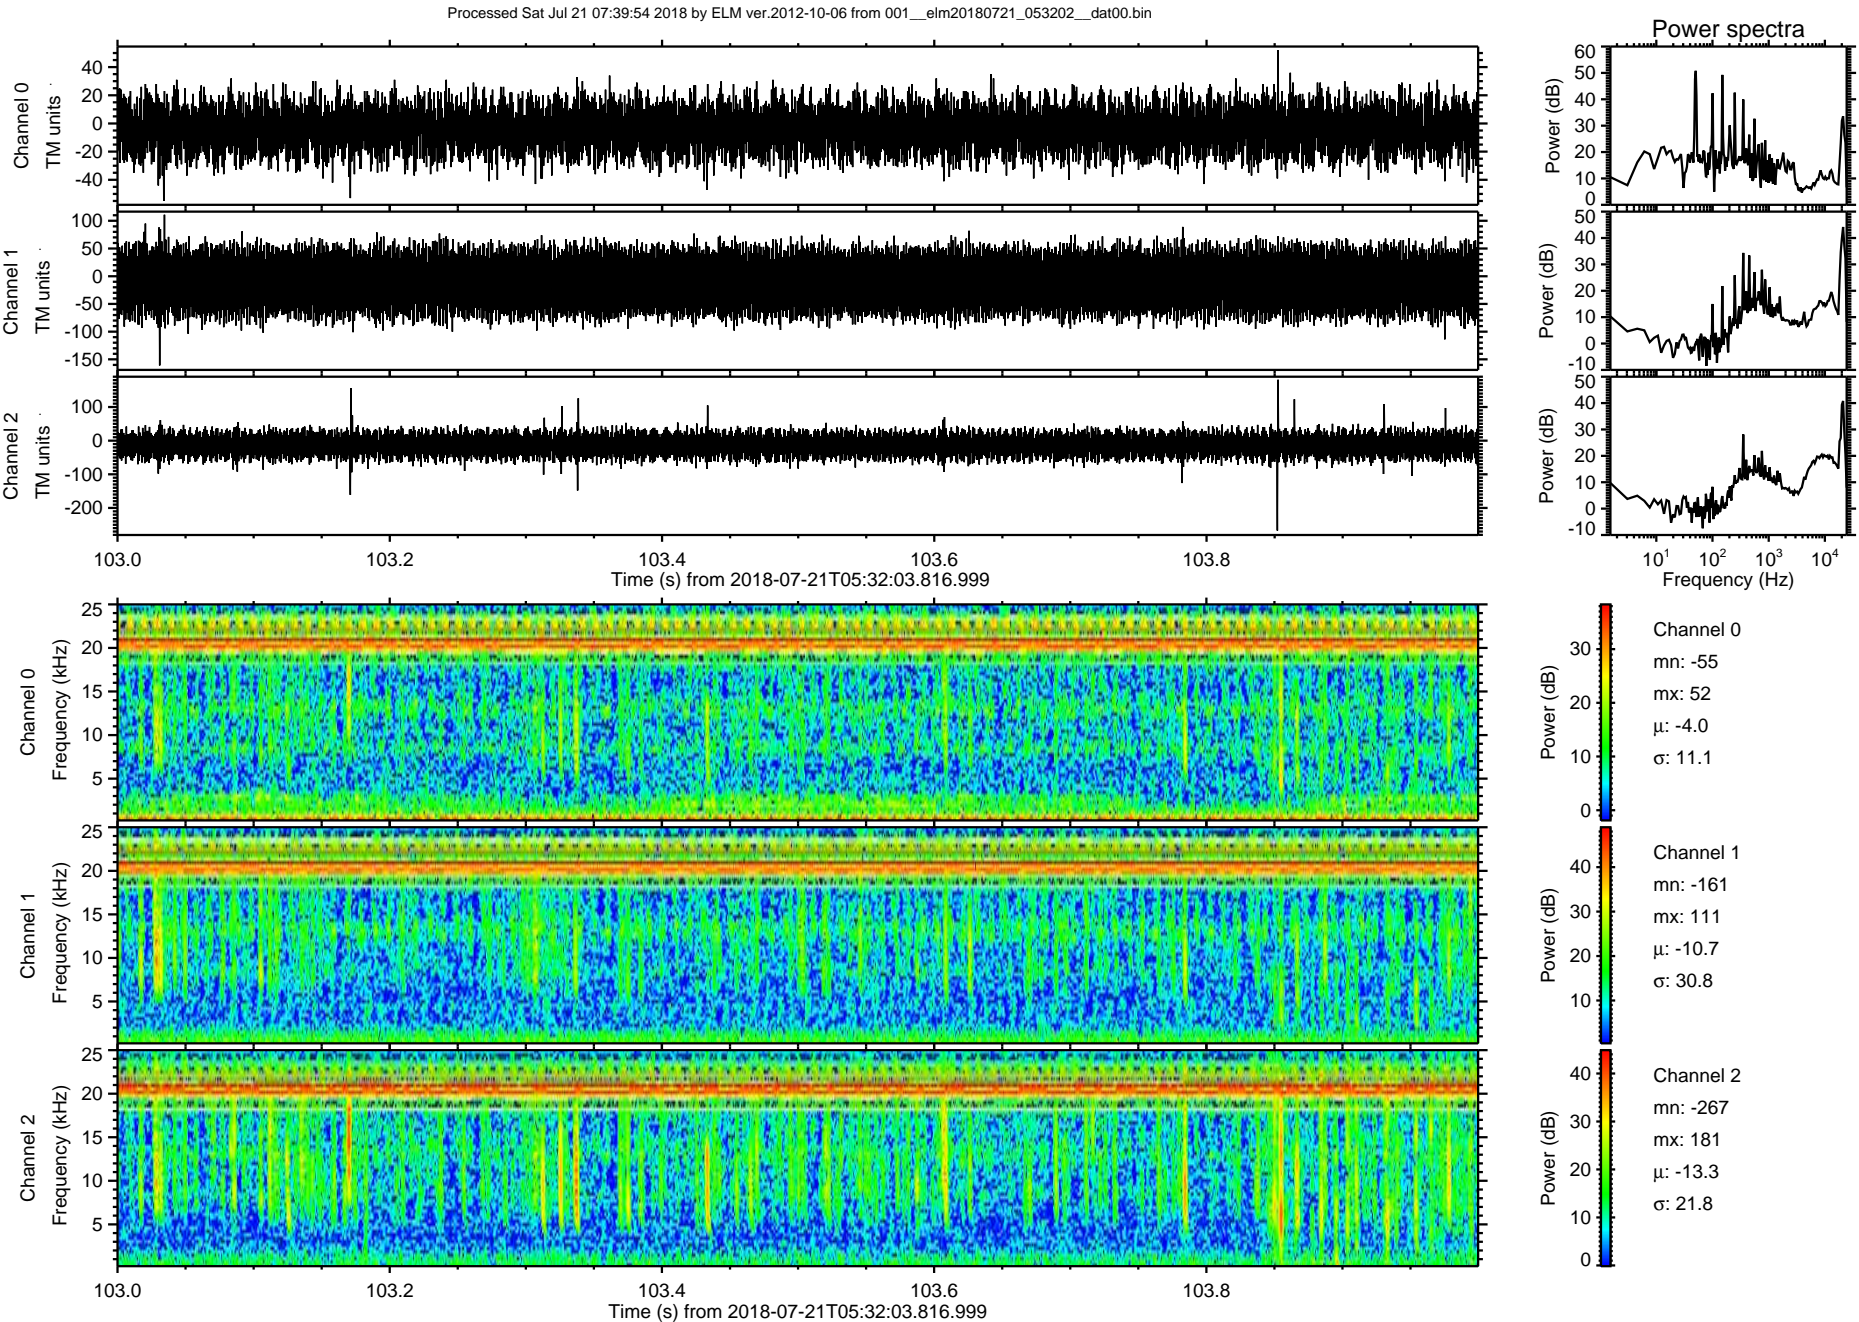 Processed Sat Jul 21 07:39:54 2018 by ELM ver.2012-10-06 from 001__elm20180721_053202__dat00.bin
Power spectra
Channel 0
TM units
40
20
0
-20
-40
Power (dB)
60
50
40
30
20
10
0
Channel 1
TM units
100
50
0
-50
-100
-150
Power (dB)
50
40
30
20
10
0
-10
Channel 2
TM units
100
0
-100
-200
Power (dB)
50
40
30
20
10
0
-10
103.0 103.2 103.4 103.6 103.8
Time (s) from 2018-07-21T05:32:03.816.999
10^1 10^2 10^3 10^4
Frequency (Hz)
Channel 0
Frequency (kHz)
25
20
15
10
5
Power (dB)
30
20
10
0
Channel 0
mn: -55
mx: 52
μ: -4.0
σ: 11.1
Channel 1
Frequency (kHz)
25
20
15
10
5
Power (dB)
40
30
20
10
Channel 1
mn: -161
mx: 111
μ: -10.7
σ: 30.8
Channel 2
Frequency (kHz)
25
20
15
10
5
Power (dB)
40
30
20
10
0
Channel 2
mn: -267
mx: 181
μ: -13.3
σ: 21.8
103.0 103.2 103.4 103.6 103.8
Time (s) from 2018-07-21T05:32:03.816.999